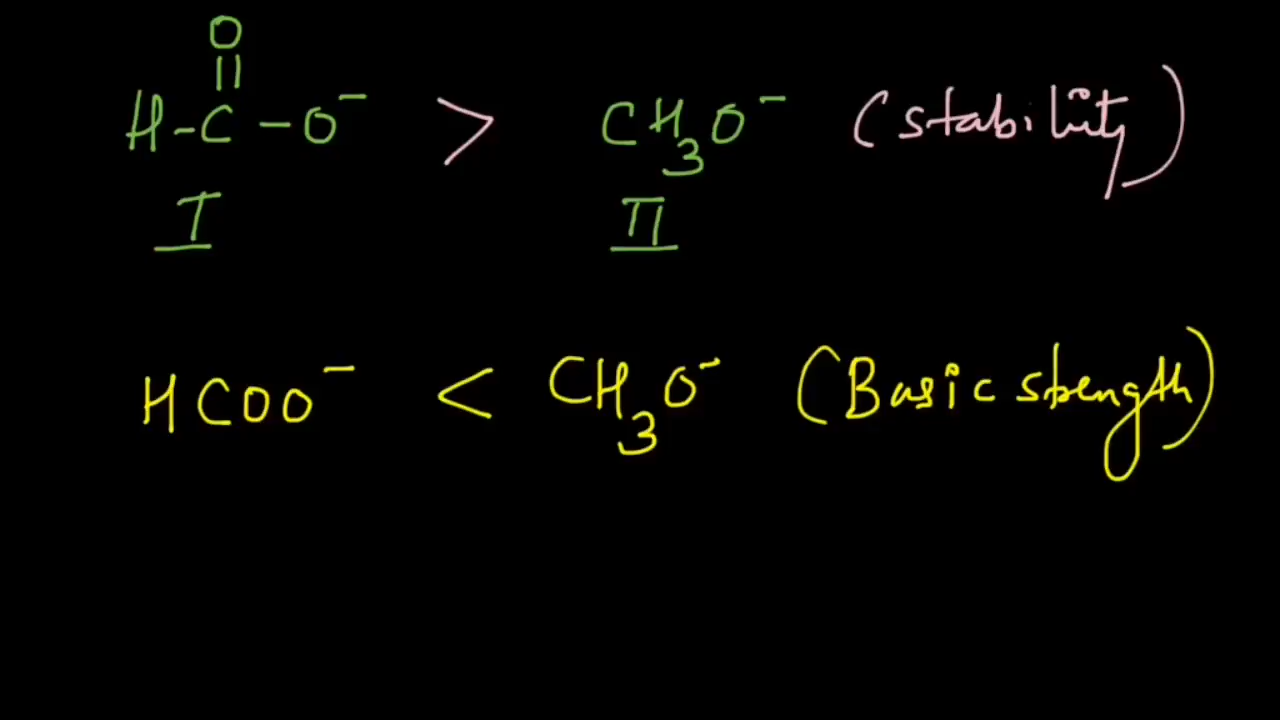 O
||
H-C-O⁻ > CH₃O⁻ (stability)
I II
HCOO⁻ < CH₃O⁻ (Basic strength)